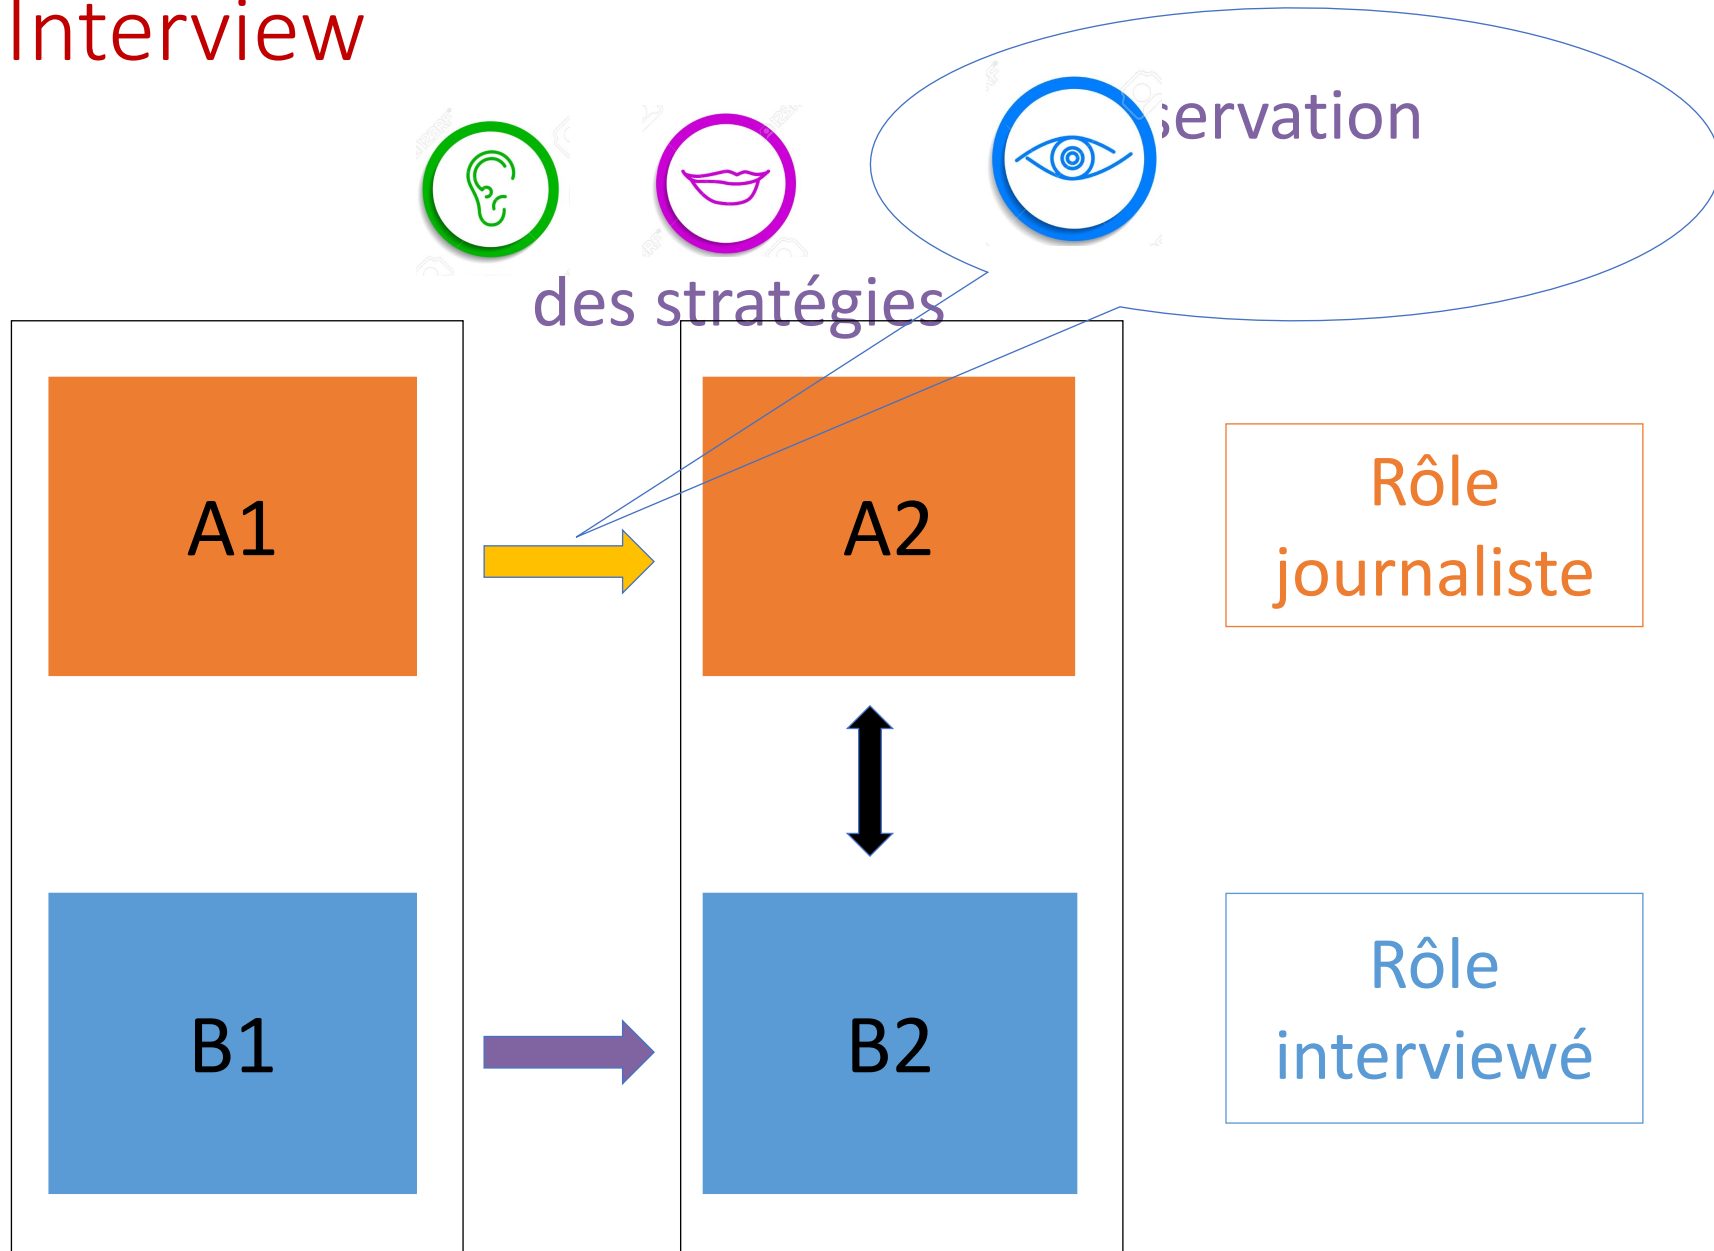 Interview
servation
des stratégies
A1
A2
Rôle
journaliste
B1
B2
Rôle
interviewé